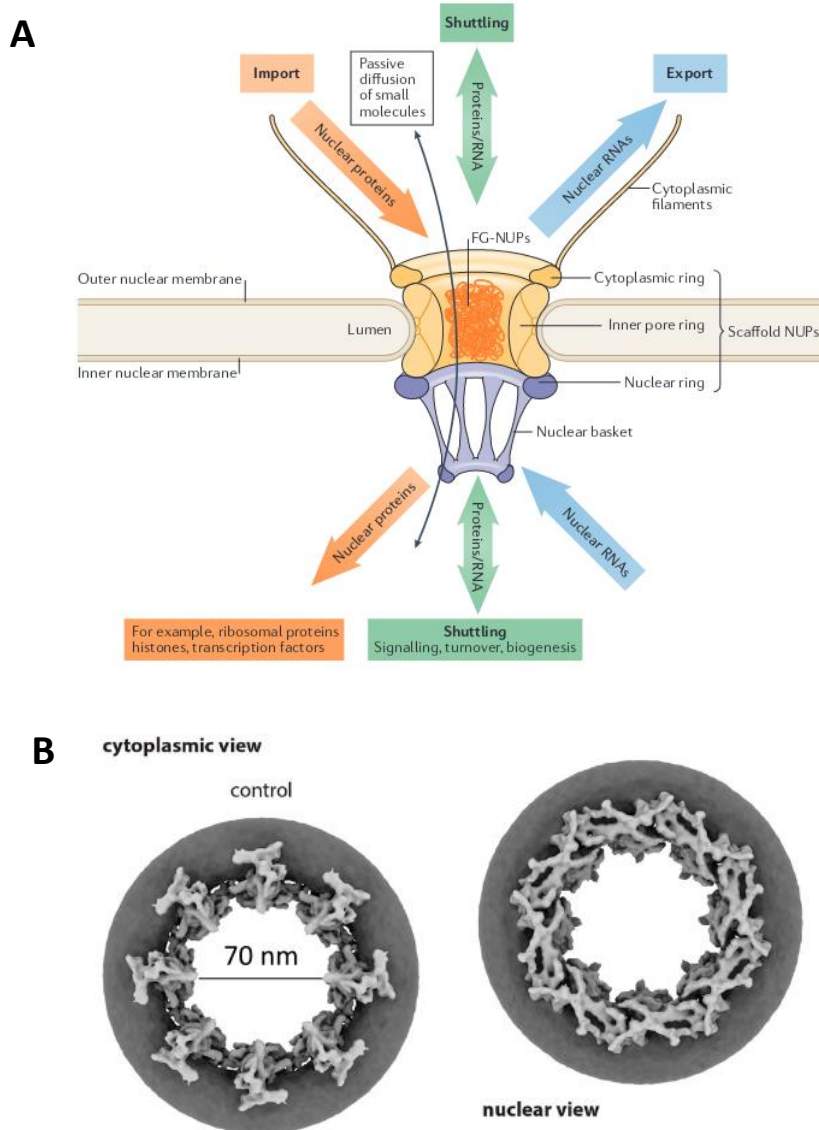 A
Shuttling
Import
Passive
diffusion
of small
molecules
Export
Nuclear proteins
Proteins/RNA
Nuclear RNAs
Cytoplasmic
filaments
FG-NUPs
Outer nuclear membrane
Cytoplasmic ring
Lumen
Inner pore ring
Scaffold NUPs
Inner nuclear membrane
Nuclear ring
Nuclear basket
Nuclear proteins
Proteins/RNA
Nuclear RNAs
For example, ribosomal proteins
histones, transcription factors
Shuttling
Signalling, turnover, biogenesis
B
cytoplasmic view
control
70 nm
nuclear view